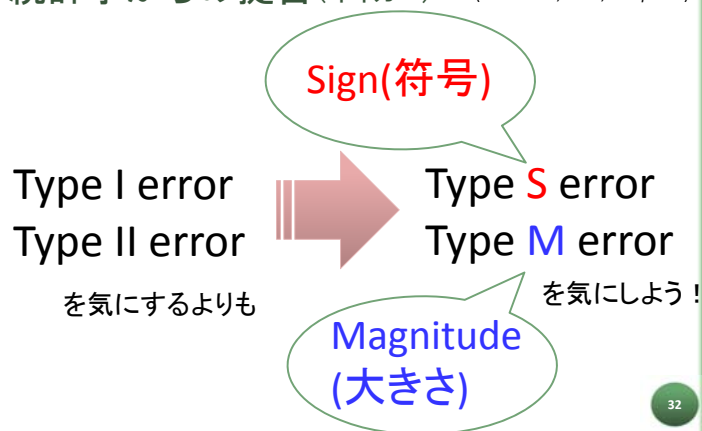 Sign(符号)
Type I error
Type II error
を気にするよりも
Type S error
Type M error
を気にしよう!
Magnitude
(大きさ)
32